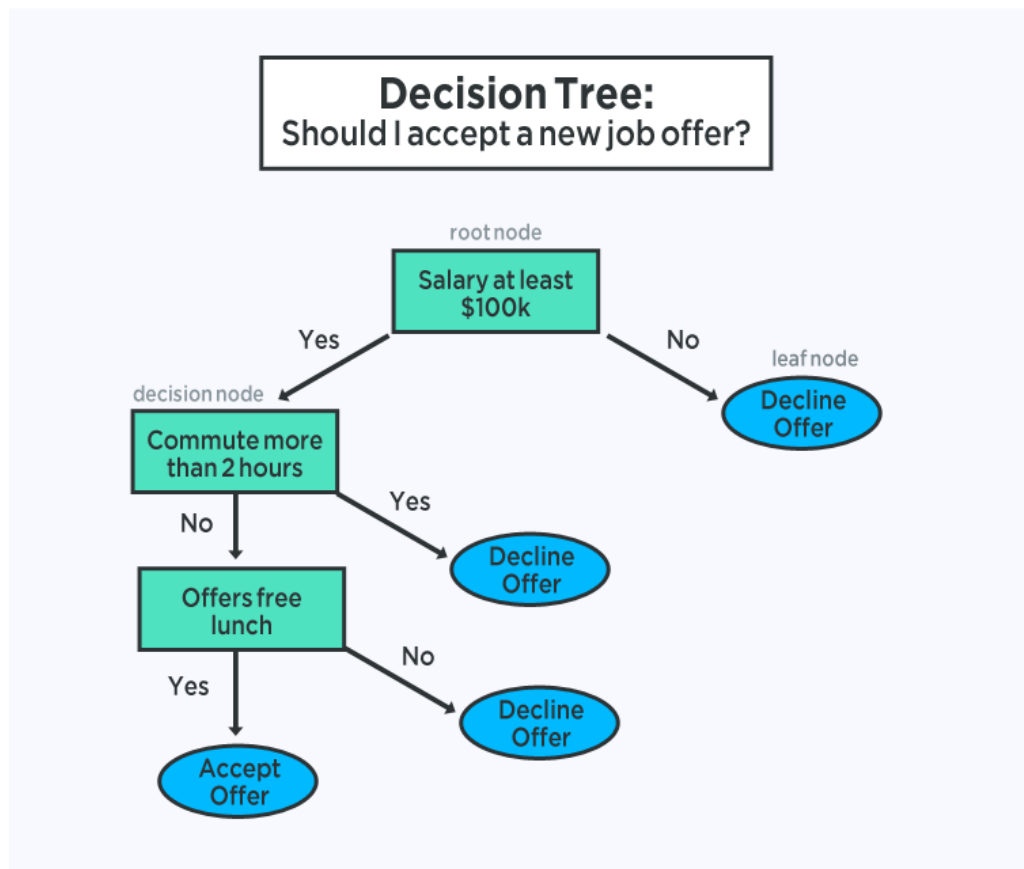 Decision Tree:
Should I accept a new job offer?
root node
Salary at least
$100k
Yes
No
leaf node
Decline
Offer
decision node
Commute more
than 2 hours
No
Yes
Decline
Offer
Offers free
lunch
Yes
No
Decline
Offer
Accept
Offer